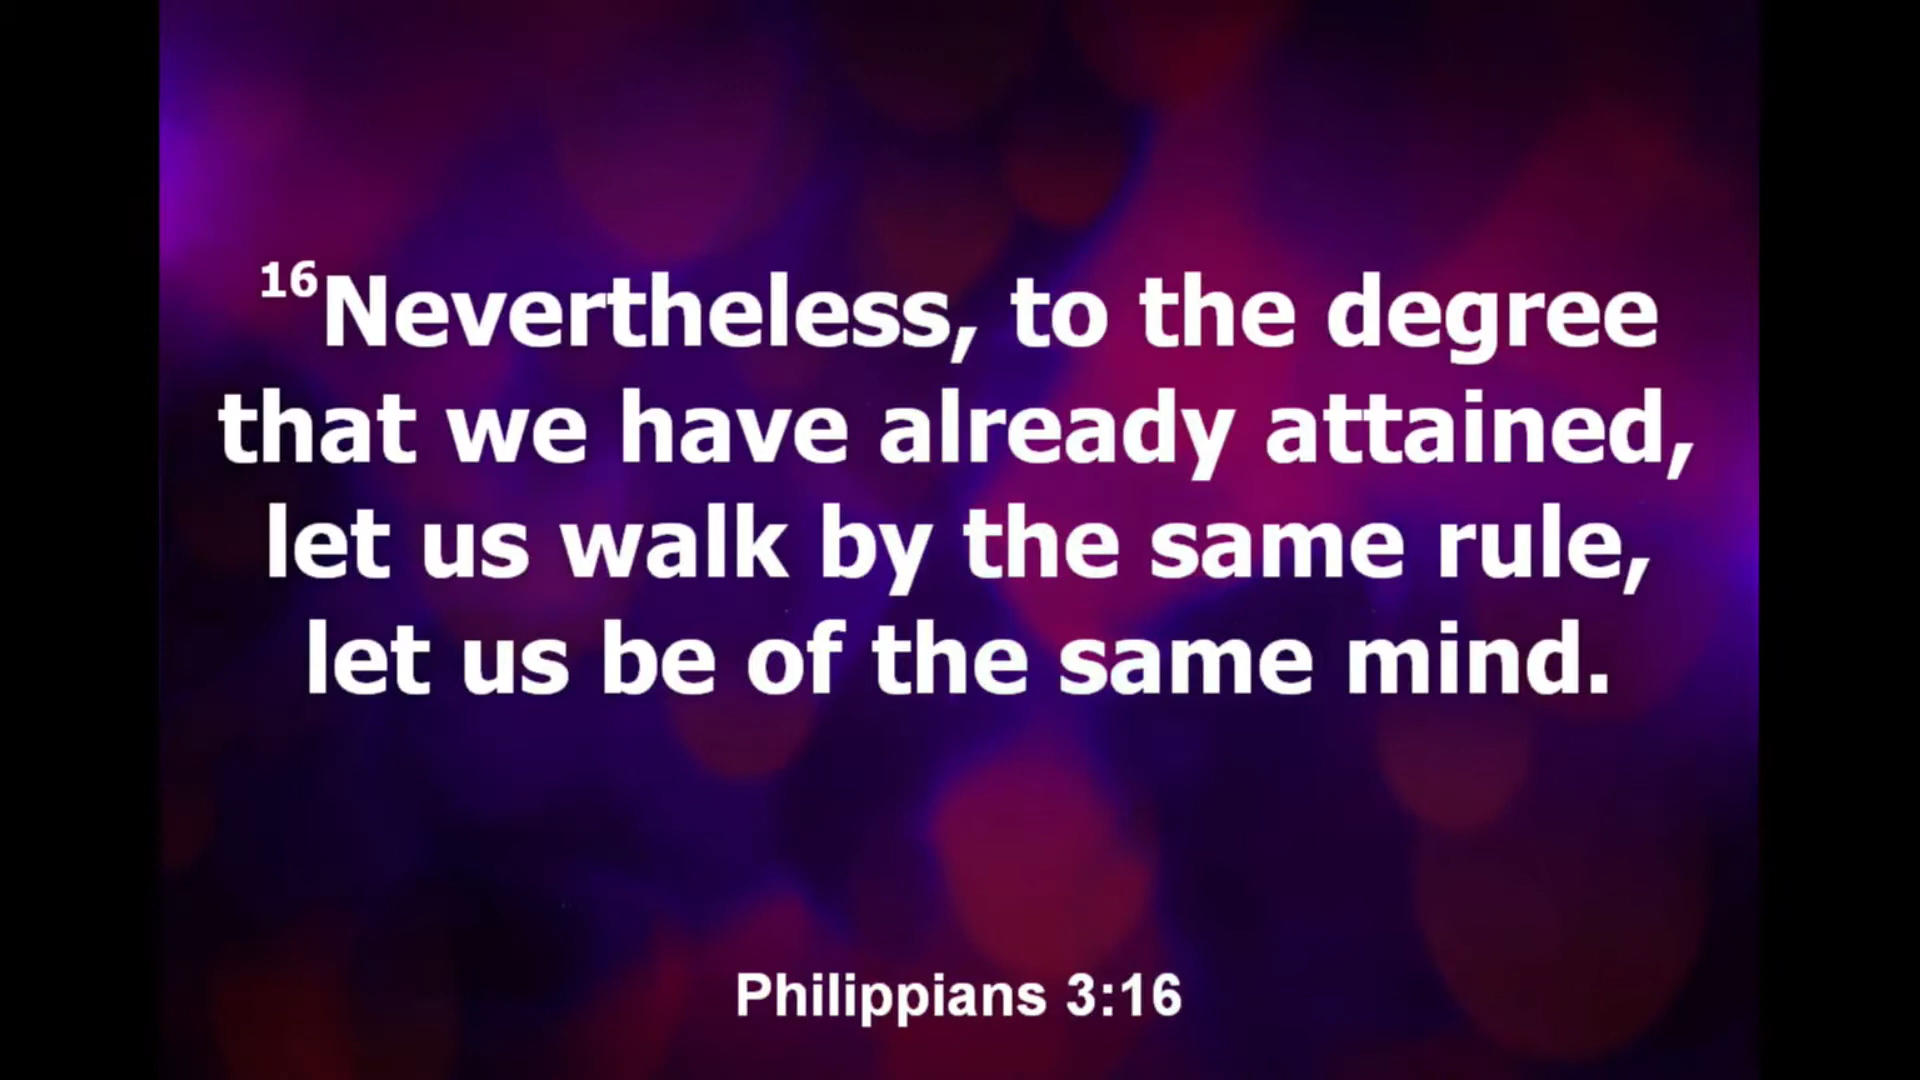 16Nevertheless, to the degree
that we have already attained,
let us walk by the same rule,
let us be of the same mind.
Philippians 3:16